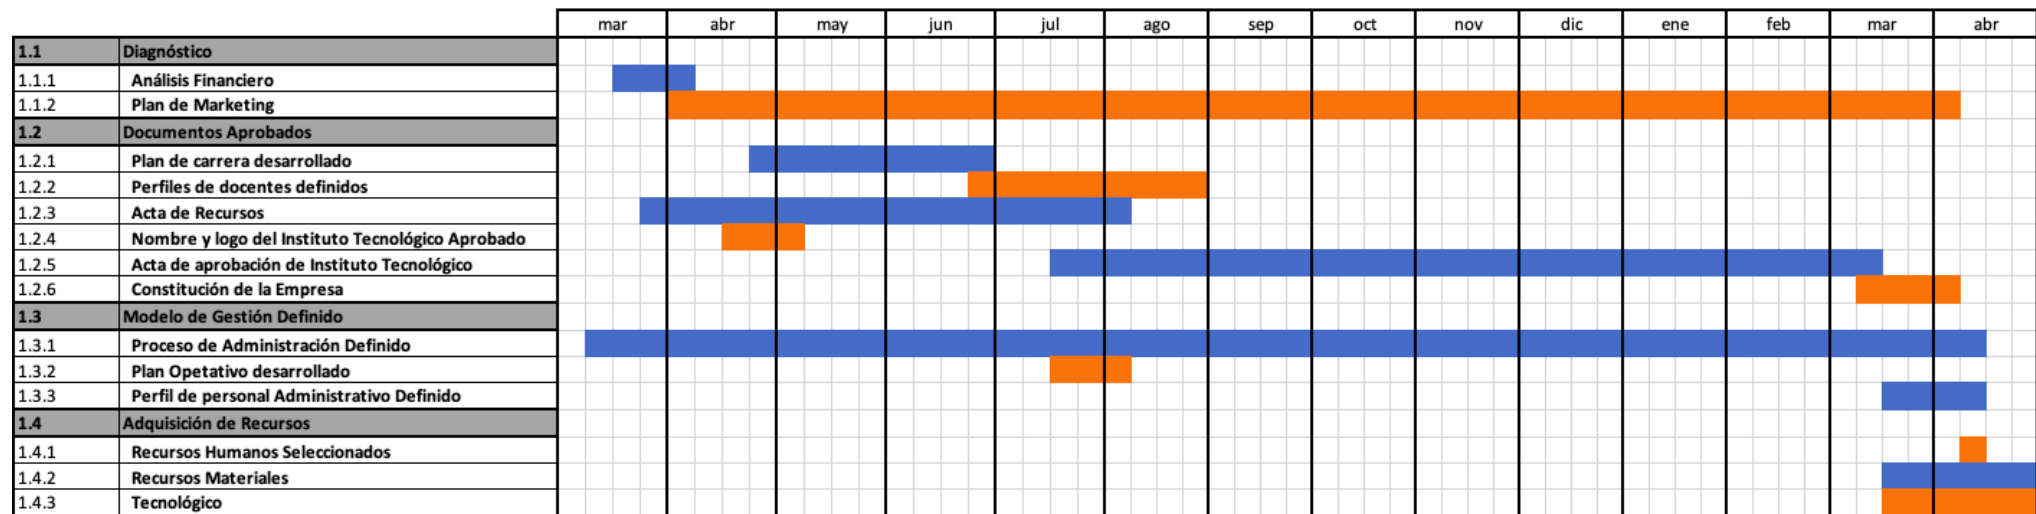 mar abr may jun jul ago sep oct nov dic ene feb mar abr
1.1 Diagnóstico
1.1.1 Análisis Financiero
1.1.2 Plan de Marketing
1.2 Documentos Aprobados
1.2.1 Plan de carrera desarrollado
1.2.2 Perfiles de docentes definidos
1.2.3 Acta de Recursos
1.2.4 Nombre y logo del Instituto Tecnológico Aprobado
1.2.5 Acta de aprobación de Instituto Tecnológico
1.2.6 Constitución de la Empresa
1.3 Modelo de Gestión Definido
1.3.1 Proceso de Administración Definido
1.3.2 Plan Opetativo desarrollado
1.3.3 Perfil de personal Administrativo Definido
1.4 Adquisición de Recursos
1.4.1 Recursos Humanos Seleccionados
1.4.2 Recursos Materiales
1.4.3 Tecnológico